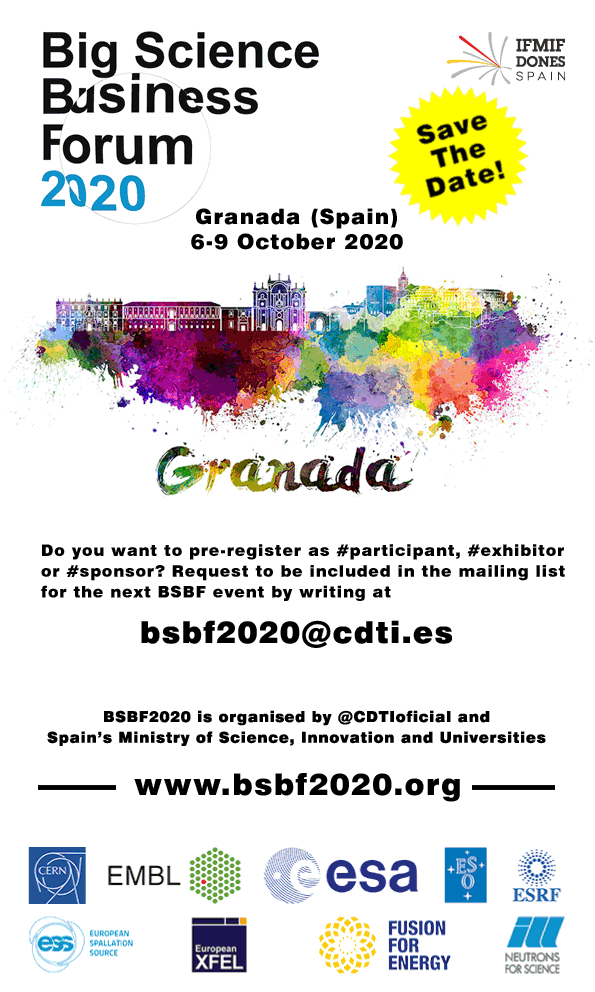 Big Science
Business
Forum
2020
IFMIF
DONES
SPAIN
Save
The
Date!
Granada (Spain)
6-9 October 2020
Granada
Do you want to pre-register as #participant, #exhibitor
or #sponsor? Request to be included in the mailing list
for the next BSBF event by writing at
bsbf2020@cdti.es
BSBF2020 is organised by @CDTIoficial and
Spain's Ministry of Science, Innovation and Universities
www.bsbf2020.org
CERN
EMBL
esa
ES
O
ESRF
ess
EUROPEAN
SPALLATION
SOURCE
European
XFEL
FUSION
FOR
ENERGY
ill
NEUTRONS
FOR SCIENCE